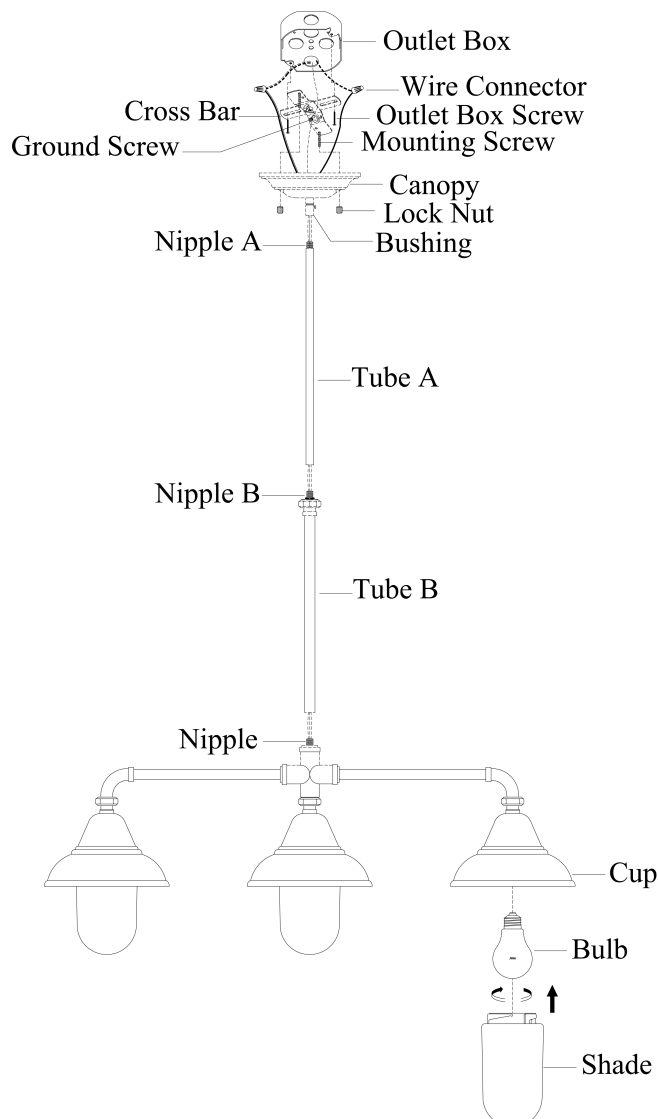 Outlet Box
Wire Connector
Cross Bar
Outlet Box Screw
Ground Screw
Mounting Screw
Canopy
Lock Nut
Nipple A
Bushing
Tube A
Nipple B
Tube B
Nipple
Cup
Bulb
Shade